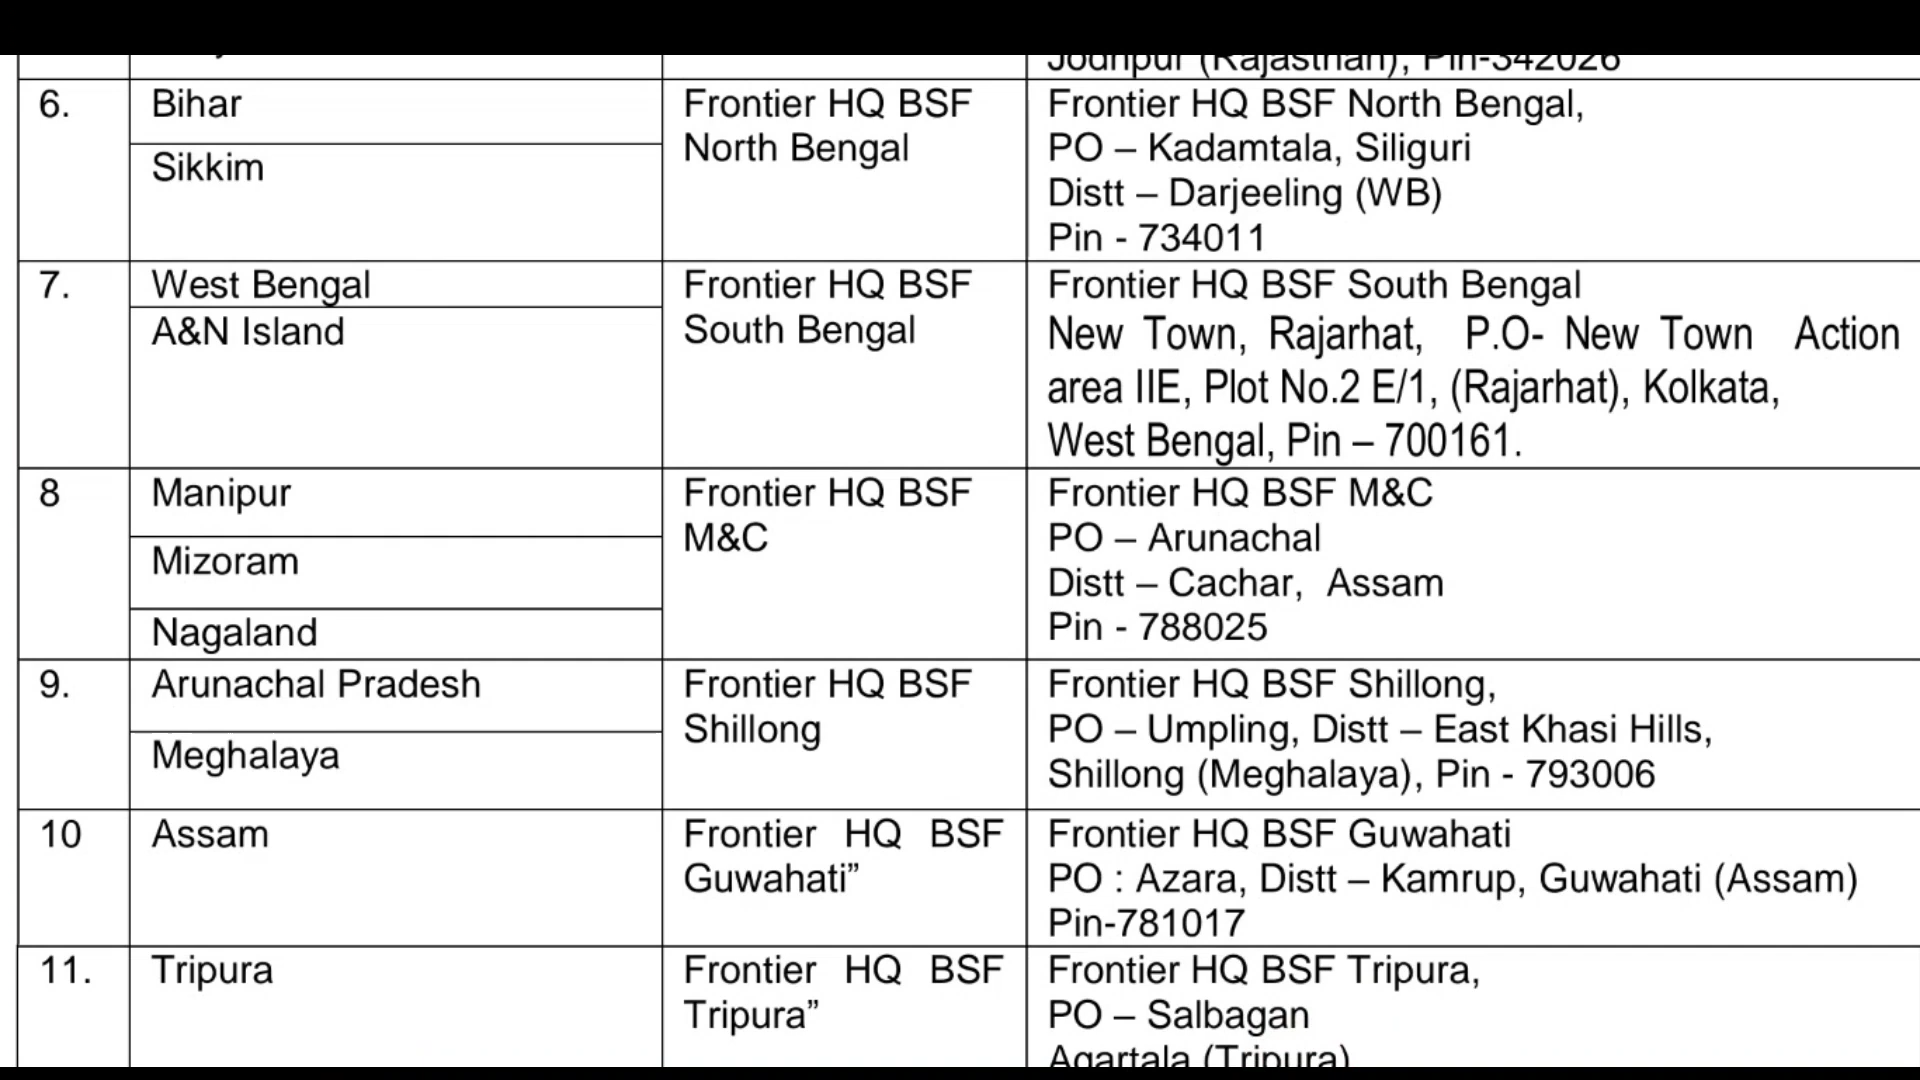 Jodhpur (Rajasthan), Pin-342026
6.
Bihar
Sikkim
Frontier HQ BSF
North Bengal
Frontier HQ BSF North Bengal,
PO – Kadamtala, Siliguri
Distt – Darjeeling (WB)
Pin - 734011
7.
West Bengal
A&N Island
Frontier HQ BSF
South Bengal
Frontier HQ BSF South Bengal
New Town, Rajarhat, P.O- New Town Action
area IIE, Plot No.2 E/1, (Rajarhat), Kolkata,
West Bengal, Pin – 700161.
8
Manipur
Mizoram
Nagaland
Frontier HQ BSF
M&C
Frontier HQ BSF M&C
PO – Arunachal
Distt – Cachar, Assam
Pin - 788025
9.
Arunachal Pradesh
Meghalaya
Frontier HQ BSF
Shillong
Frontier HQ BSF Shillong,
PO – Umpling, Distt – East Khasi Hills,
Shillong (Meghalaya), Pin - 793006
10
Assam
Frontier HQ BSF
Guwahati”
Frontier HQ BSF Guwahati
PO : Azara, Distt – Kamrup, Guwahati (Assam)
Pin-781017
11.
Tripura
Frontier HQ BSF
Tripura”
Frontier HQ BSF Tripura,
PO – Salbagan
Agartala (Tripura)